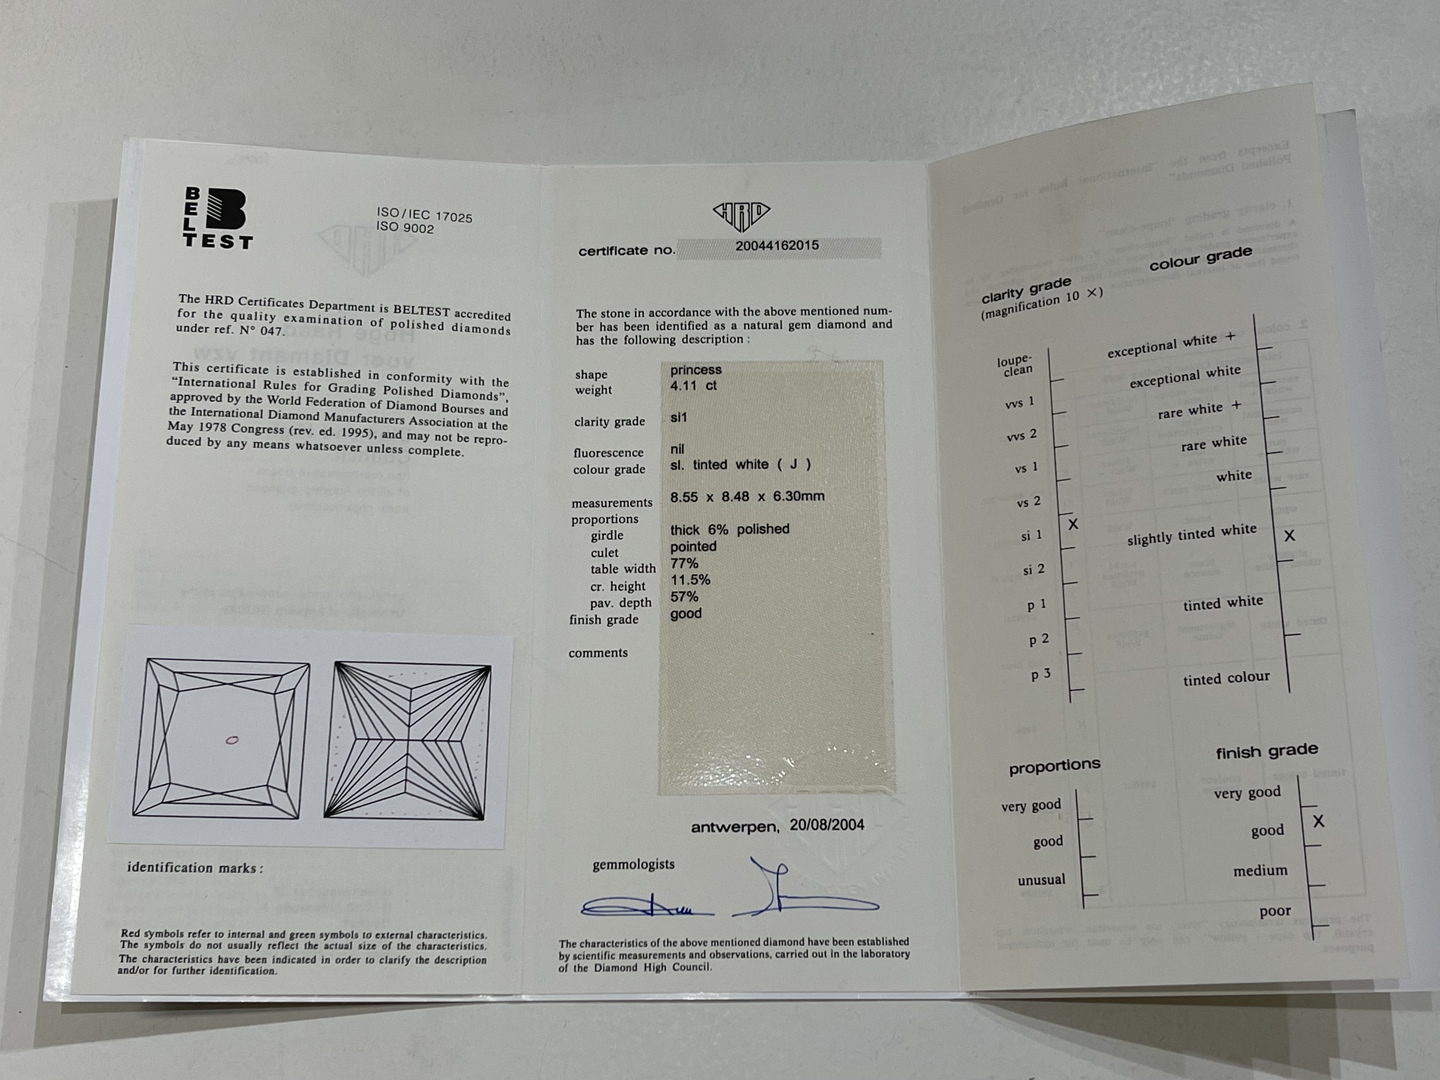 BEL
TEST
ISO/IEC 17025
ISO 9002
The HRD Certificates Department is BELTEST accredited
for the quality examination of polished diamonds
under ref. N° 047.
This certificate is established in conformity with the
“International Rules for Grading Polished Diamonds”,
approved by the World Federation of Diamond Bourses and
the International Diamond Manufacturers Association at the
May 1978 Congress (rev. ed. 1995), and may not be repro-
duced by any means whatsoever unless complete.
identification marks :
Red symbols refer to internal and green symbols to external characteristics.
The symbols do not usually reflect the actual size of the characteristics.
The characteristics have been indicated in order to clarify the description
and/or for further identification.
HRD
certificate no. 20044162015
The stone in accordance with the above mentioned num-
ber has been identified as a natural gem diamond and
has the following description :
shape princess
weight 4.11 ct
clarity grade si1
fluorescence nil
colour grade sl. tinted white ( J )
measurements 8.55 x 8.48 x 6.30mm
proportions
girdle thick 6% polished
culet pointed
table width 77%
cr. height 11.5%
pav. depth 57%
finish grade good
comments
antwerpen, 20/08/2004
gemmologists
The characteristics of the above mentioned diamond have been established
by scientific measurements and observations, carried out in the laboratory
of the Diamond High Council.
clarity grade
(magnification 10 X)
loupe-
clean
vvs 1
vvs 2
vs 1
vs 2
si 1 X
si 2
p 1
p 2
p 3
colour grade
exceptional white +
exceptional white
rare white +
rare white
white
slightly tinted white X
tinted white
tinted colour
proportions
very good
good
unusual
finish grade
very good
good X
medium
poor